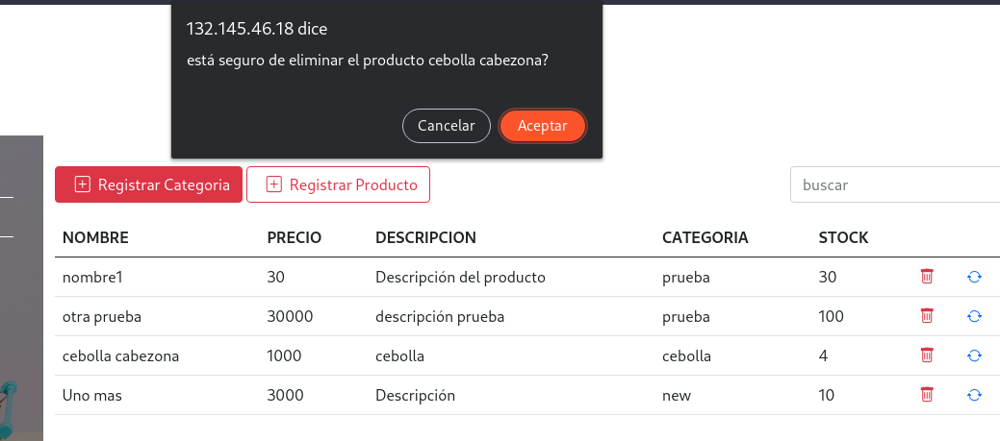 132.145.46.18 dice
está seguro de eliminar el producto cebolla cabezona?
Cancelar Aceptar
Registrar Categoria Registrar Producto buscar
NOMBRE PRECIO DESCRIPCION CATEGORIA STOCK
nombre1 30 Descripción del producto prueba 30
otra prueba 30000 descripción prueba prueba 100
cebolla cabezona 1000 cebolla cebolla 4
Uno mas 3000 Descripción new 10